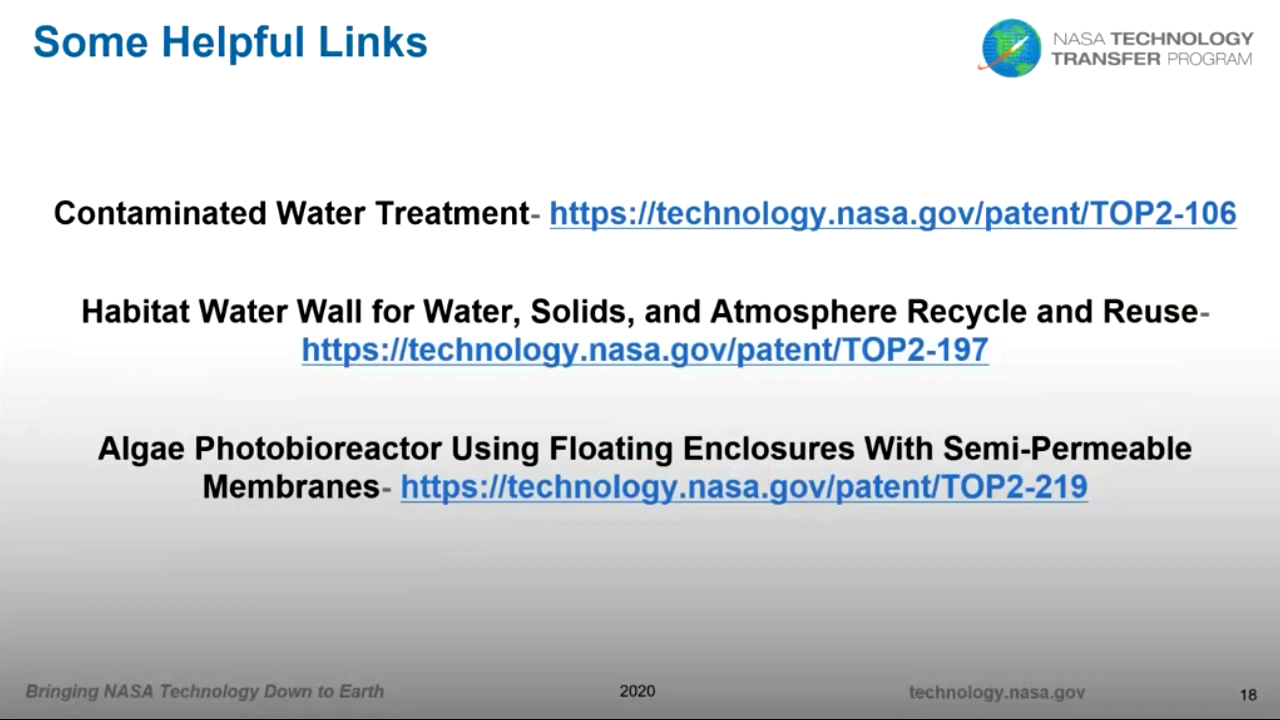 Some Helpful Links
NASA TECHNOLOGY
TRANSFER PROGRAM
Contaminated Water Treatment- https://technology.nasa.gov/patent/TOP2-106
Habitat Water Wall for Water, Solids, and Atmosphere Recycle and Reuse-
https://technology.nasa.gov/patent/TOP2-197
Algae Photobioreactor Using Floating Enclosures With Semi-Permeable
Membranes- https://technology.nasa.gov/patent/TOP2-219
Bringing NASA Technology Down to Earth
2020
technology.nasa.gov
18